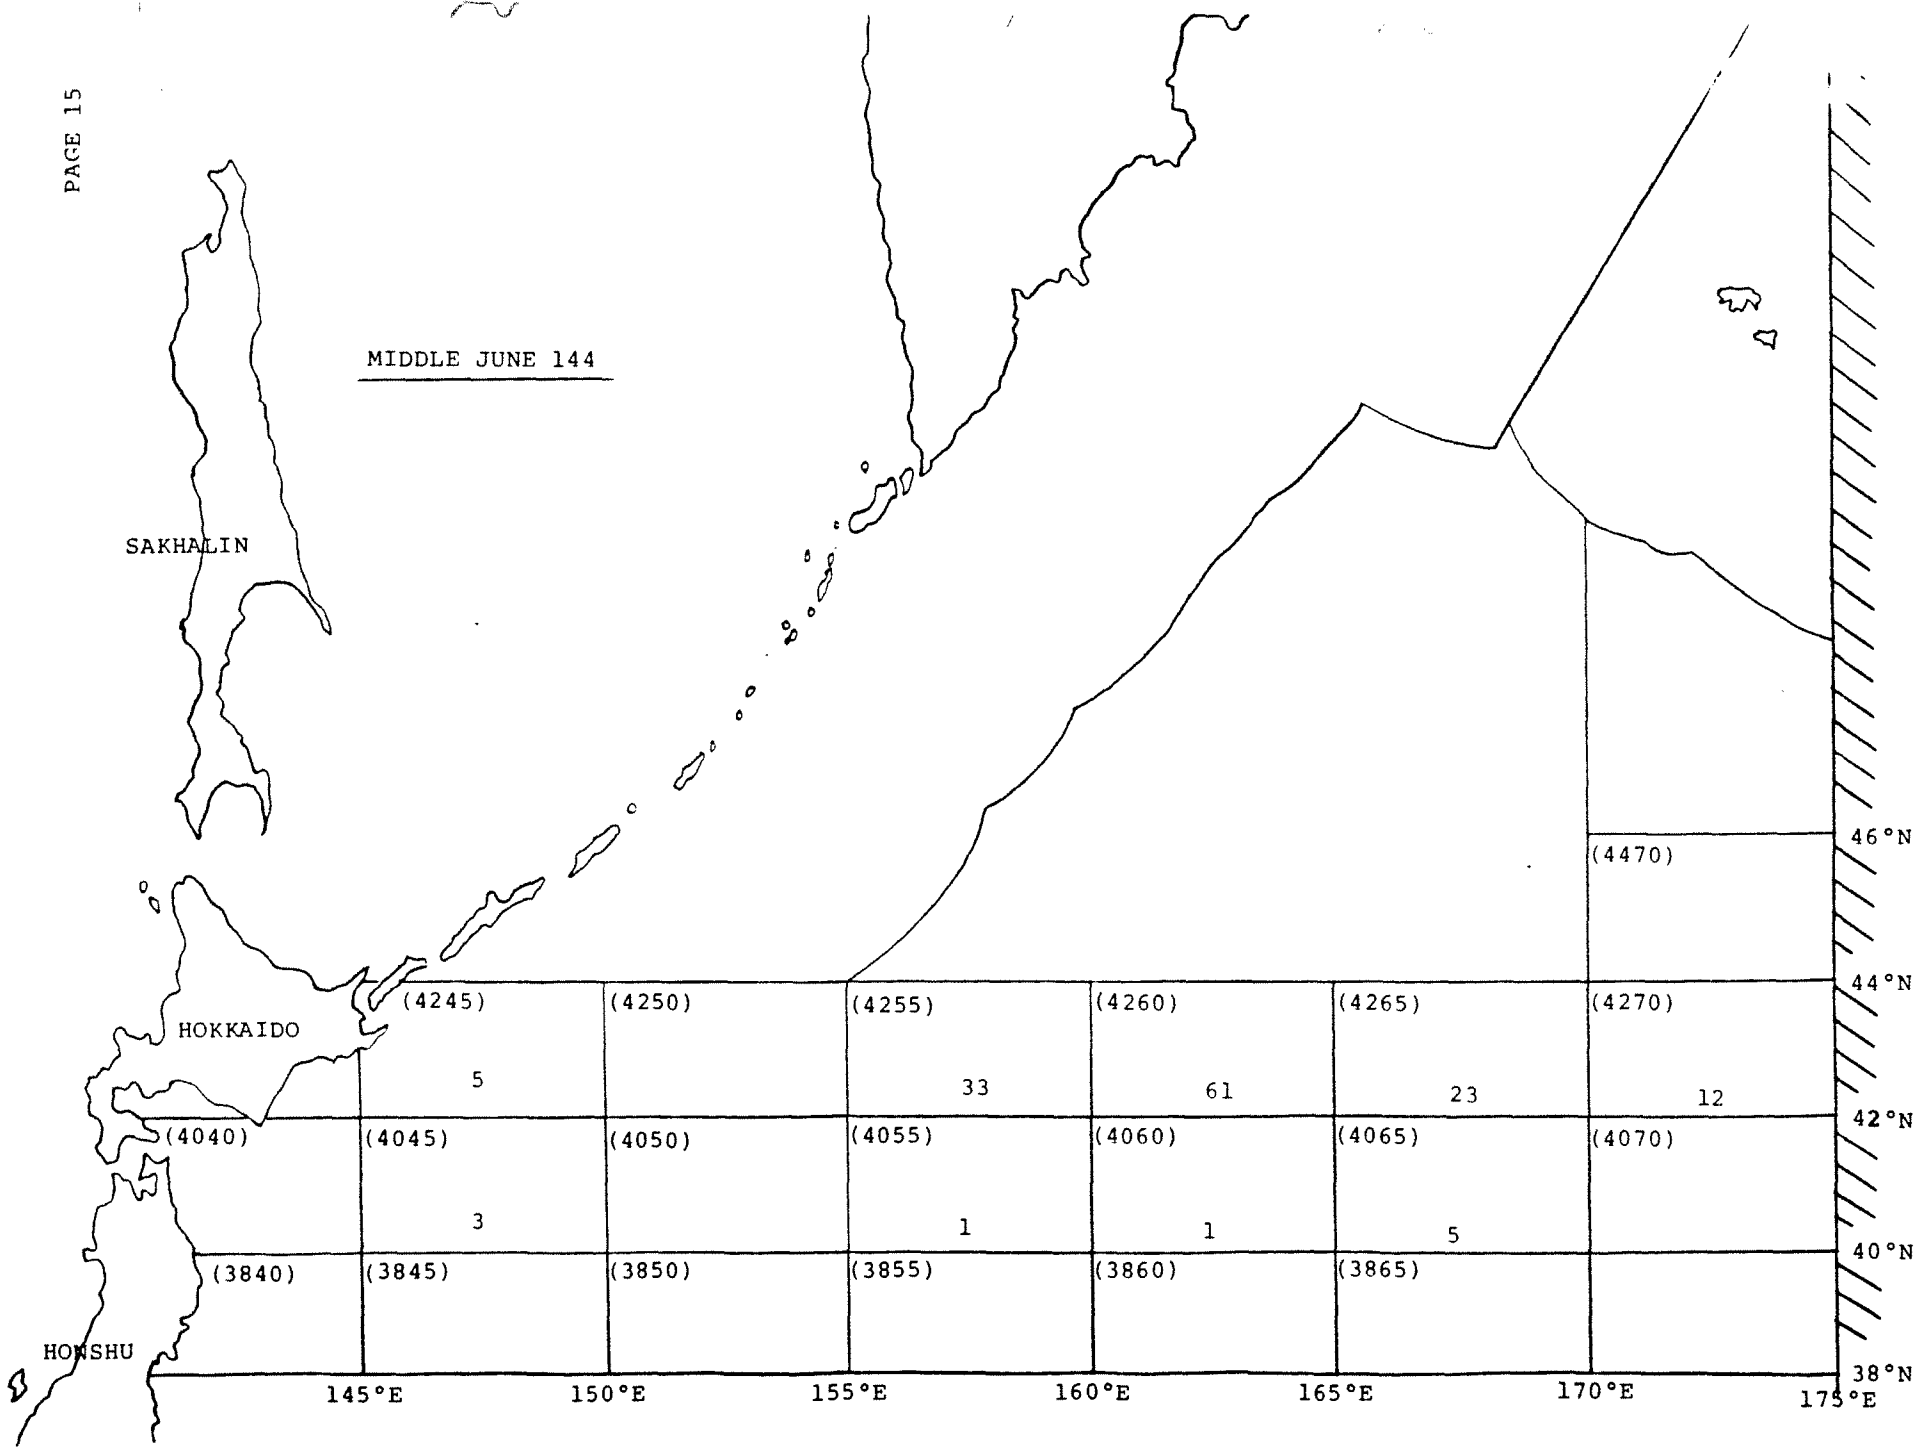 PAGE 15
MIDDLE JUNE 144
SAKHALIN
46°N
(4470)
44°N
(4245) (4250) (4255) (4260) (4265) (4270)
HOKKAIDO
5 33 61 23 12
42°N
(4040) (4045) (4050) (4055) (4060) (4065) (4070)
3 1 1 5
40°N
(3840) (3845) (3850) (3855) (3860) (3865)
HONSHU
38°N
145°E 150°E 155°E 160°E 165°E 170°E 175°E